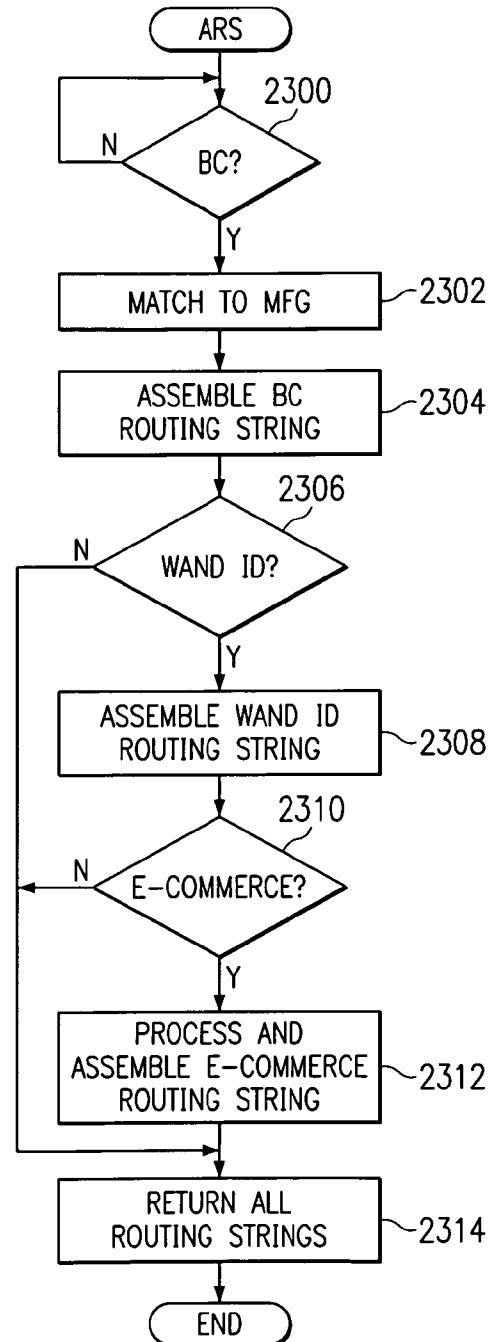 ARS
2300
N
BC?
Y
MATCH TO MFG
2302
ASSEMBLE BC
ROUTING STRING
2304
2306
N
WAND ID?
Y
ASSEMBLE WAND ID
ROUTING STRING
2308
2310
N
E-COMMERCE?
Y
PROCESS AND
ASSEMBLE E-COMMERCE
ROUTING STRING
2312
RETURN ALL
ROUTING STRINGS
2314
END